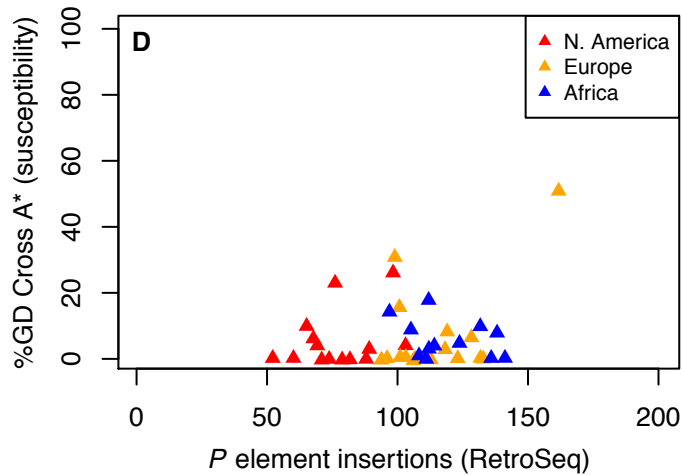 D
N. America
Europe
Africa
%GD Cross A* (susceptibility)
100
80
60
40
20
0
0 50 100 150 200
P element insertions (RetroSeq)